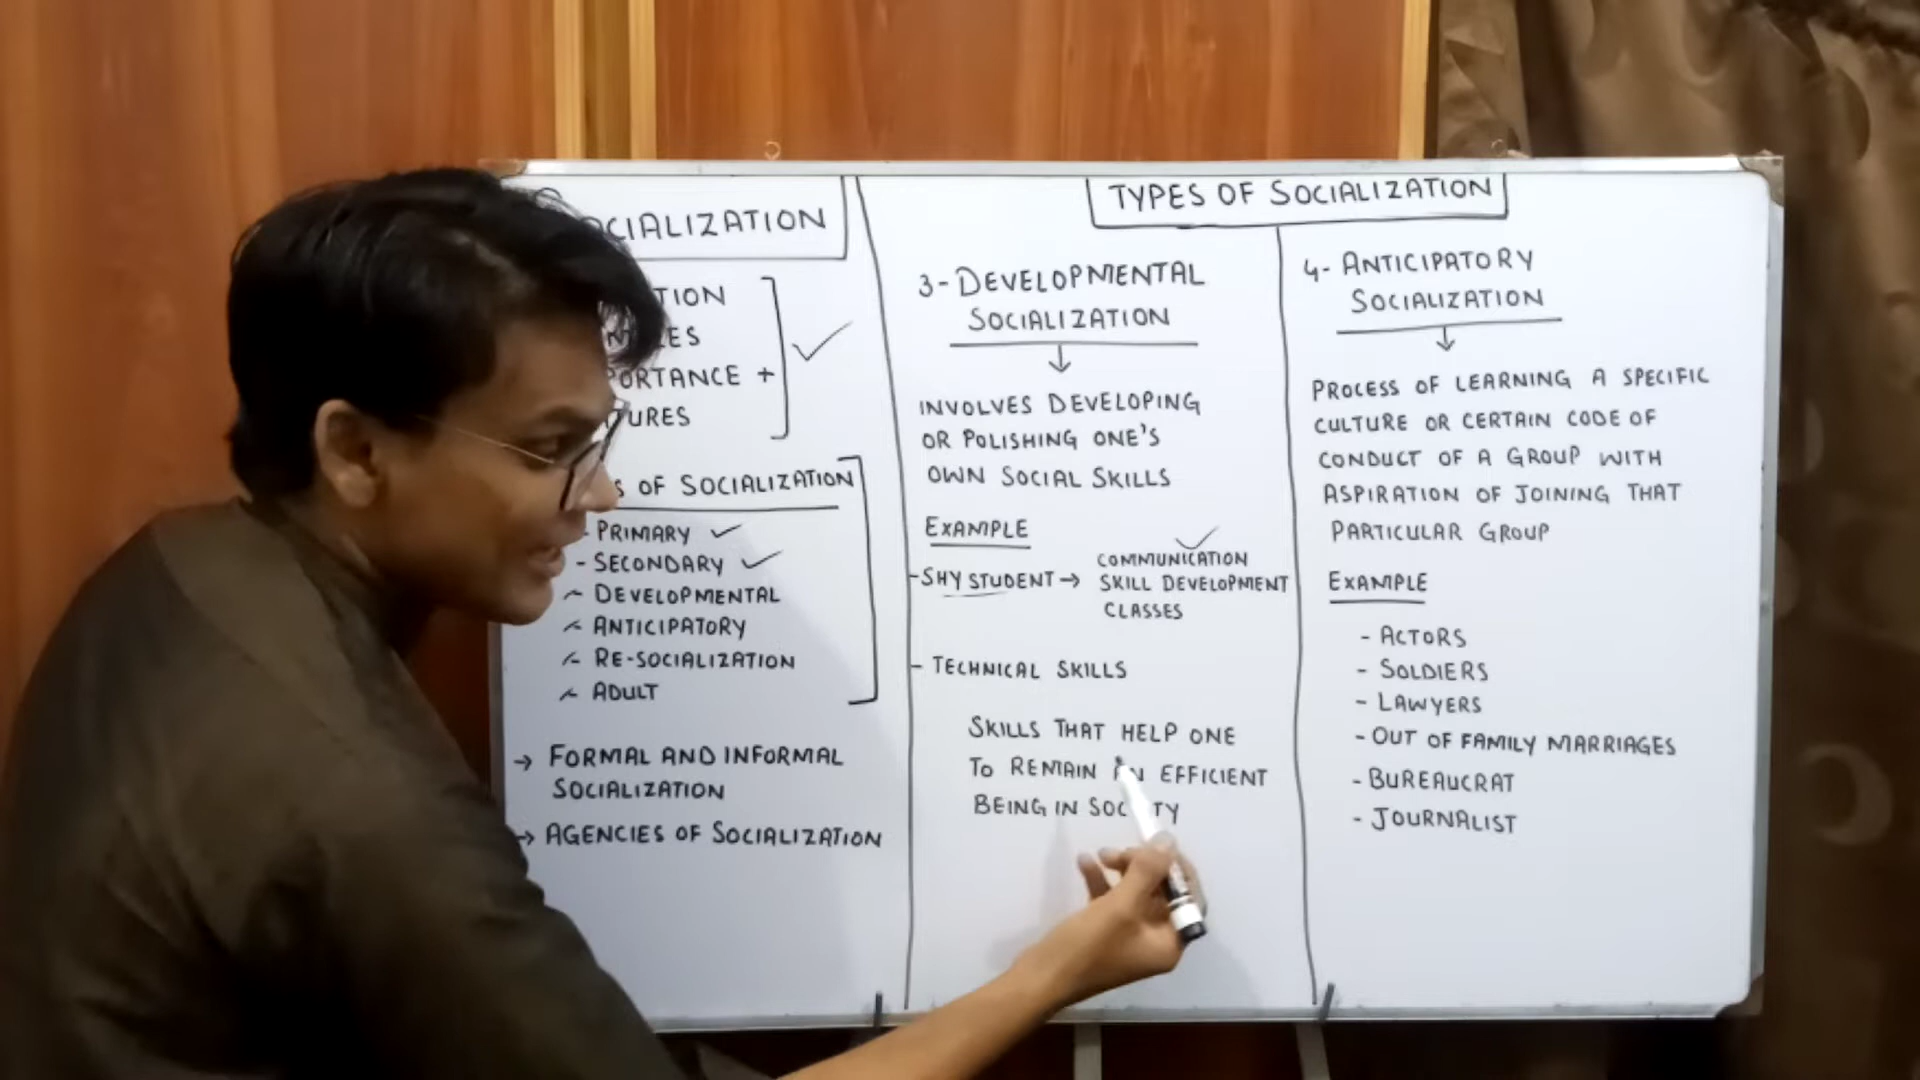 SOCIALIZATION
PORTANCE +
TURES
OF SOCIALIZATION
- PRIMARY
- SECONDARY
- DEVELOPMENTAL
- ANTICIPATORY
- RE-SOCIALIZATION
- ADULT
→ FORMAL AND INFORMAL
SOCIALIZATION
→ AGENCIES OF SOCIALIZATION
TYPES OF SOCIALIZATION
3- DEVELOPMENTAL
SOCIALIZATION
INVOLVES DEVELOPING
OR POLISHING ONE'S
OWN SOCIAL SKILLS
EXAMPLE
- SHY STUDENT → COMMUNICATION
SKILL DEVELOPMENT
CLASSES
- TECHNICAL SKILLS
SKILLS THAT HELP ONE
TO REMAIN AN EFFICIENT
BEING IN SOCIETY
4- ANTICIPATORY
SOCIALIZATION
PROCESS OF LEARNING A SPECIFIC
CULTURE OR CERTAIN CODE OF
CONDUCT OF A GROUP WITH
ASPIRATION OF JOINING THAT
PARTICULAR GROUP
EXAMPLE
- ACTORS
- SOLDIERS
- LAWYERS
- OUT OF FAMILY MARRIAGES
- BUREAUCRAT
- JOURNALIST